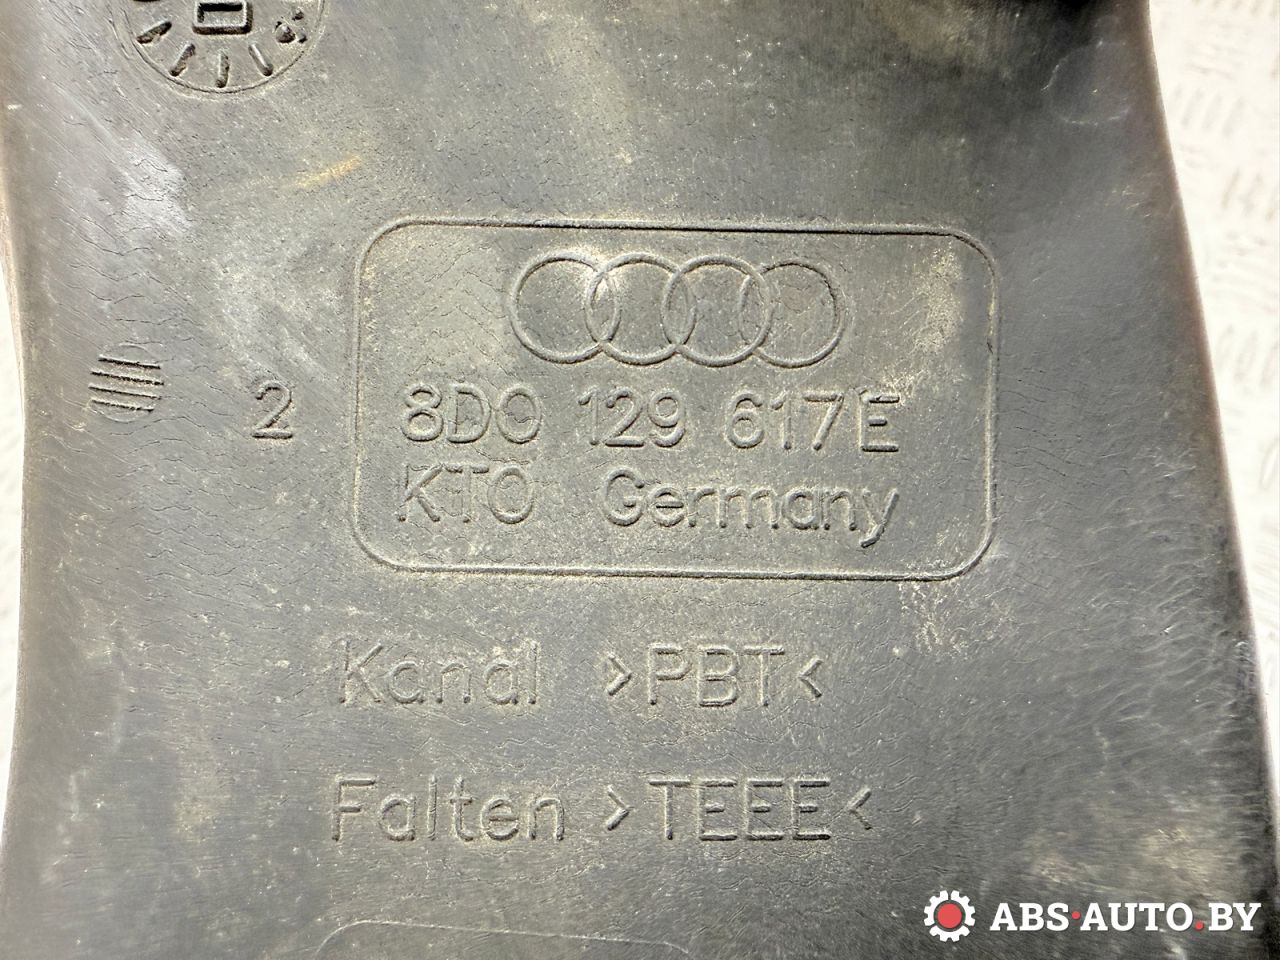 2
8D0 129 617 E
KTO Germany
Kanal >PBT<
Falten >TEEE<
ABS·AUTO.BY